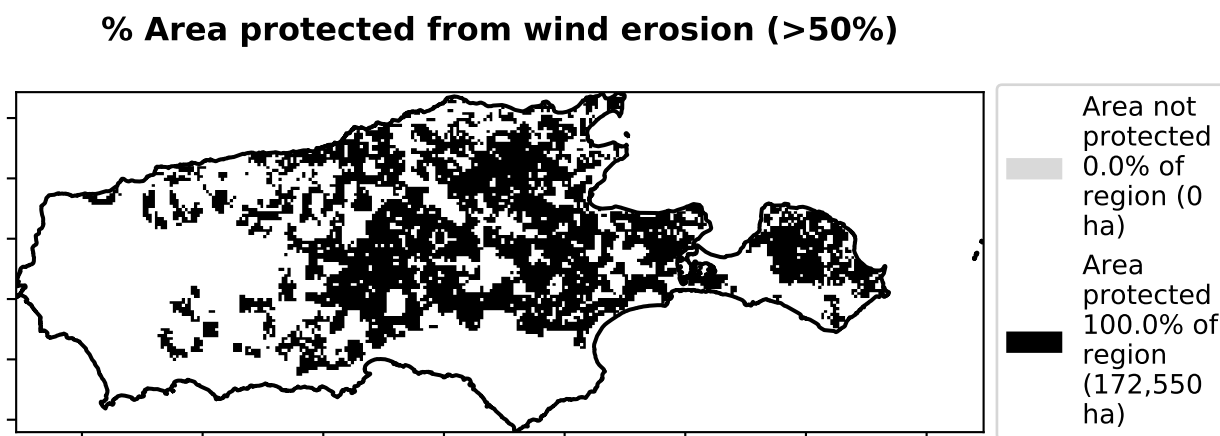 % Area protected from wind erosion (>50%)
Area not
protected
0.0% of
region (0
ha)
Area
protected
100.0% of
region
(172,550
ha)